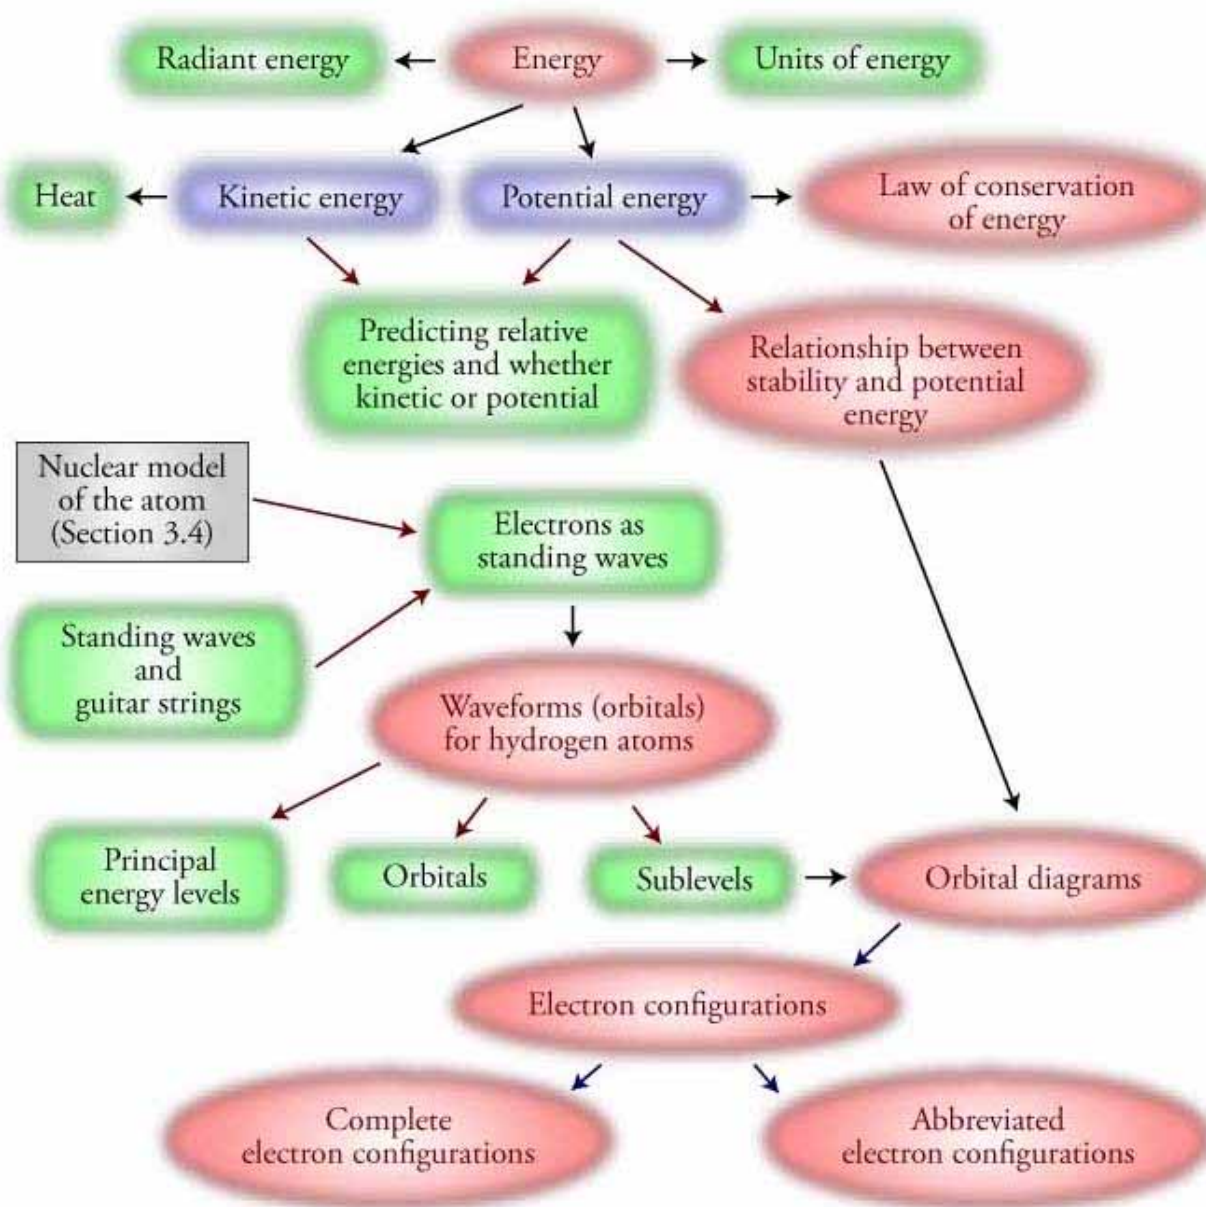 Radiant energy
Energy
Units of energy
Heat
Kinetic energy
Potential energy
Law of conservation
of energy
Predicting relative
energies and whether
kinetic or potential
Relationship between
stability and potential
energy
Nuclear model
of the atom
(Section 3.4)
Electrons as
standing waves
Standing waves
and
guitar strings
Waveforms (orbitals)
for hydrogen atoms
Principal
energy levels
Orbitals
Sublevels
Orbital diagrams
Electron configurations
Complete
electron configurations
Abbreviated
electron configurations